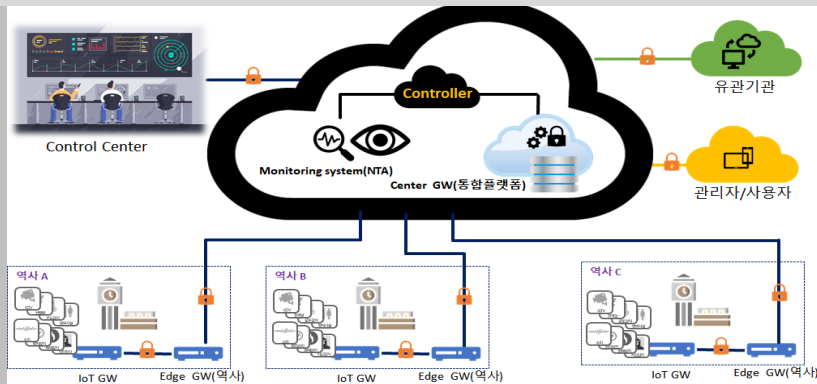 Control Center
Controller
Monitoring system(NTA)
Center GW(통합플랫폼)
유관기관
관리자/사용자
역사 A
IoT GW
Edge GW(역사)
역사 B
IoT GW
Edge GW(역사)
역사 C
IoT GW
Edge GW(역사)